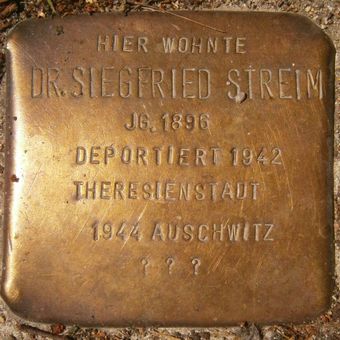 HIER WOHNTE
DR. SIEGFRIED STREIM
JG. 1896
DEPORTIERT 1942
THERESIENSTADT
1944 AUSCHWITZ
? ? ?